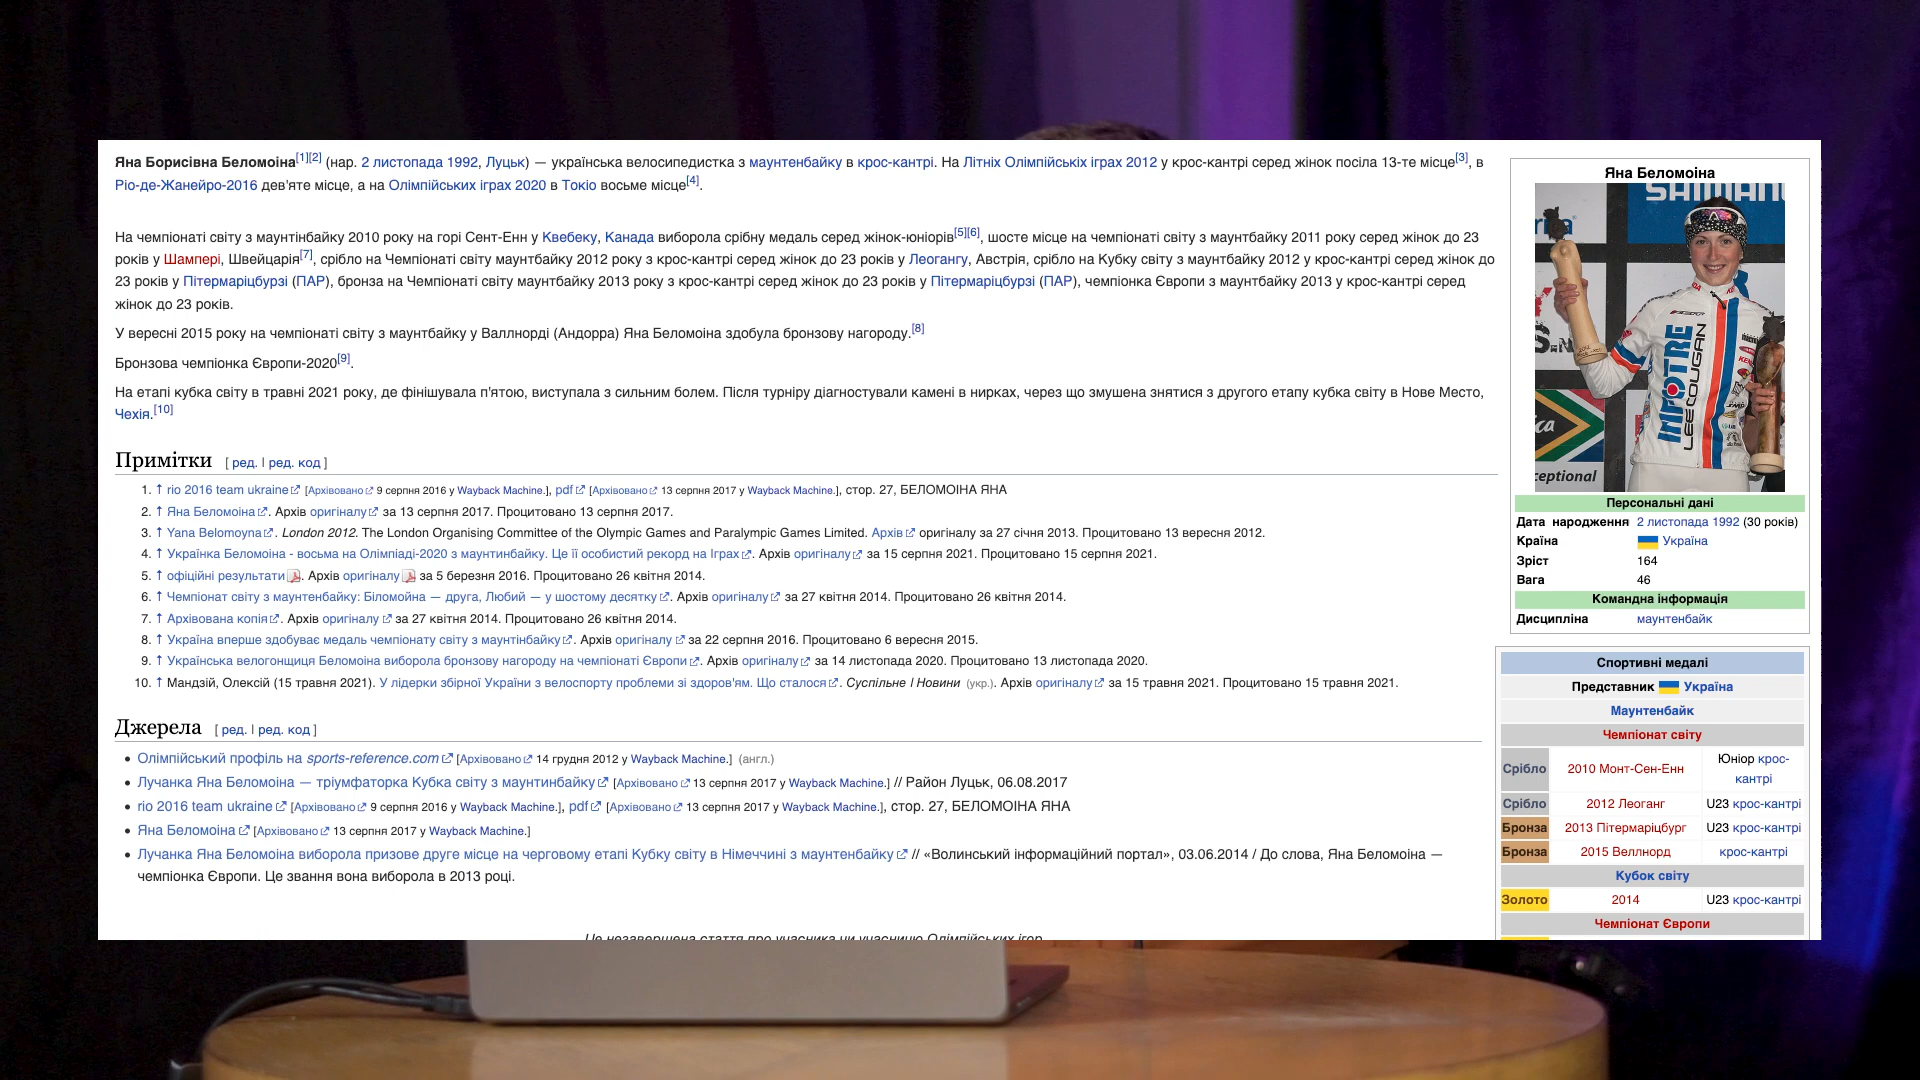 Яна Борисівна Беломоіна[1][2] (нар. 2 листопада 1992, Луцьк) — українська велосипедистка з маунтенбайку в крос-кантрі. На Літніх Олімпійськіх іграх 2012 у крос-кантрі серед жінок посіла 13-те місце[3], в
Ріо-де-Жанейро-2016 дев'яте місце, а на Олімпійських іграх 2020 в Токіо восьме місце[4].
На чемпіонаті світу з маунтінбайку 2010 року на горі Сент-Енн у Квебеку, Канада виборола срібну медаль серед жінок-юніорів[5][6], шосте місце на чемпіонаті світу з маунтбайку 2011 року серед жінок до 23
років у Шампері, Швейцарія[7], срібло на Чемпіонаті світу маунтбайку 2012 року з крос-кантрі серед жінок до 23 років у Леогангу, Австрія, срібло на Кубку світу з маунтбайку 2012 у крос-кантрі серед жінок до
23 років у Пітермаріцбурзі (ПАР), бронза на Чемпіонаті світу маунтбайку 2013 року з крос-кантрі серед жінок до 23 років у Пітермаріцбурзі (ПАР), чемпіонка Європи з маунтбайку 2013 у крос-кантрі серед
жінок до 23 років.
У вересні 2015 року на чемпіонаті світу з маунтбайку у Валлнорді (Андорра) Яна Беломоіна здобула бронзову нагороду.[8]
Бронзова чемпіонка Європи-2020[9].
На етапі кубка світу в травні 2021 року, де фінішувала п'ятою, виступала з сильним болем. Після турніру діагностували камені в нирках, через що змушена знятися з другого етапу кубка світу в Нове Место,
Чехія.[10]
Примітки [ ред. | ред. код ]
1. ↑ rio 2016 team ukraine [Архівовано 9 серпня 2016 у Wayback Machine.], pdf [Архівовано 13 серпня 2017 у Wayback Machine.], стор. 27, БЕЛОМОІНА ЯНА
2. ↑ Яна Беломоіна. Архів оригіналу за 13 серпня 2017. Процитовано 13 серпня 2017.
3. ↑ Yana Belomoyna. London 2012. The London Organising Committee of the Olympic Games and Paralympic Games Limited. Архів оригіналу за 27 січня 2013. Процитовано 13 вересня 2012.
4. ↑ Українка Беломоіна - восьма на Олімпіаді-2020 з маунтинбайку. Це її особистий рекорд на Іграх. Архів оригіналу за 15 серпня 2021. Процитовано 15 серпня 2021.
5. ↑ офіційні результати. Архів оригіналу за 5 березня 2016. Процитовано 26 квітня 2014.
6. ↑ Чемпіонат світу з маунтенбайку: Біломойна — друга, Любий — у шостому десятку. Архів оригіналу за 27 квітня 2014. Процитовано 26 квітня 2014.
7. ↑ Архівована копія. Архів оригіналу за 27 квітня 2014. Процитовано 26 квітня 2014.
8. ↑ Україна вперше здобуває медаль чемпіонату світу з маунтінбайку. Архів оригіналу за 22 серпня 2016. Процитовано 6 вересня 2015.
9. ↑ Українська велогонщиця Беломоіна виборола бронзову нагороду на чемпіонаті Європи. Архів оригіналу за 14 листопада 2020. Процитовано 13 листопада 2020.
10. ↑ Мандзій, Олексій (15 травня 2021). У лідерки збірної України з велоспорту проблеми зі здоров'ям. Що сталося. Суспільне | Новини (укр.). Архів оригіналу за 15 травня 2021. Процитовано 15 травня 2021.
Джерела [ ред. | ред. код ]
• Олімпійський профіль на sports-reference.com [Архівовано 14 грудня 2012 у Wayback Machine.] (англ.)
• Лучанка Яна Беломоіна — тріумфаторка Кубка світу з маунтинбайку [Архівовано 13 серпня 2017 у Wayback Machine.] // Район Луцьк, 06.08.2017
• rio 2016 team ukraine [Архівовано 9 серпня 2016 у Wayback Machine.], pdf [Архівовано 13 серпня 2017 у Wayback Machine.], стор. 27, БЕЛОМОІНА ЯНА
• Яна Беломоіна [Архівовано 13 серпня 2017 у Wayback Machine.]
• Лучанка Яна Беломоіна виборола призове друге місце на черговому етапі Кубку світу в Німеччині з маунтенбайку // «Волинський інформаційний портал», 03.06.2014 / До слова, Яна Беломоіна —
чемпіонка Європи. Це звання вона виборола в 2013 році.
Це незавершена стаття про учасника чи учасницю Олімпійських ігор
Яна Беломоіна
SHIMANO
INFOTRE
LEECOUGAN
ca
ceptional
Персональні дані
Дата народження 2 листопада 1992 (30 років)
Країна Україна
Зріст 164
Вага 46
Командна інформація
Дисципліна маунтенбайк
Спортивні медалі
Представник Україна
Маунтенбайк
Чемпіонат світу
Срібло 2010 Монт-Сен-Енн Юніор крос-
кантрі
Срібло 2012 Леоганг U23 крос-кантрі
Бронза 2013 Пітермаріцбург U23 крос-кантрі
Бронза 2015 Веллнорд крос-кантрі
Кубок світу
Золото 2014 U23 крос-кантрі
Чемпіонат Європи